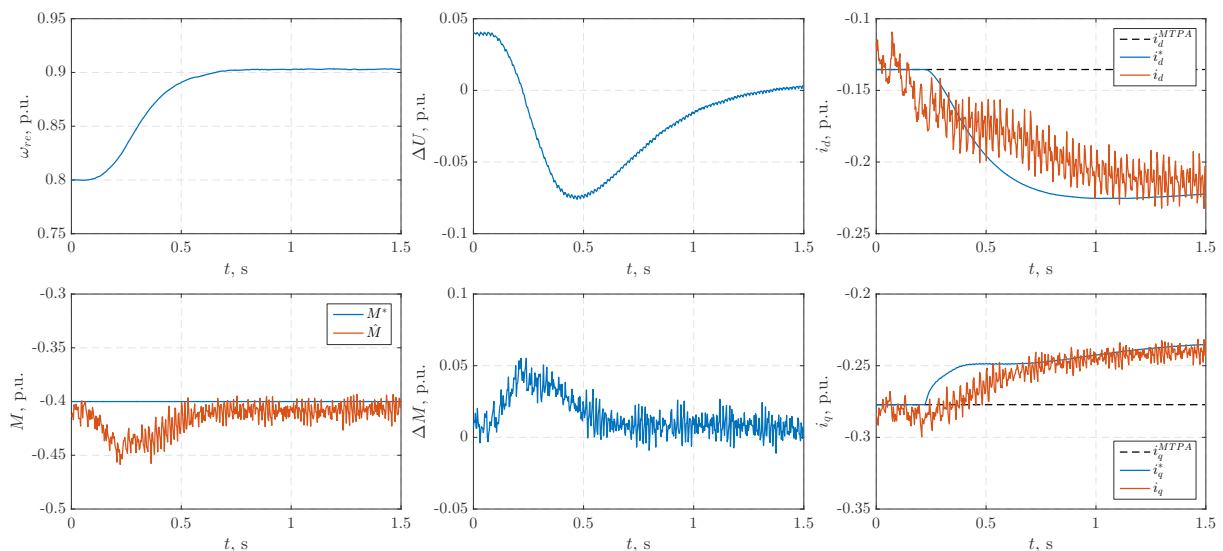 0.95
0.9
0.85
0.8
0.75
ω_re, p.u.
0 0.5 1 1.5
t, s
0.05
0
-0.05
-0.1
ΔU, p.u.
0 0.5 1 1.5
t, s
-0.1
-0.15
-0.2
-0.25
i_d, p.u.
i_d^MTPA
i_d^*
i_d
0 0.5 1 1.5
t, s
-0.3
-0.35
-0.4
-0.45
-0.5
M, p.u.
M^*
M̂
0 0.5 1 1.5
t, s
0.1
0.05
0
-0.05
ΔM, p.u.
0 0.5 1 1.5
t, s
-0.2
-0.25
-0.3
-0.35
i_q, p.u.
i_q^MTPA
i_q^*
i_q
0 0.5 1 1.5
t, s